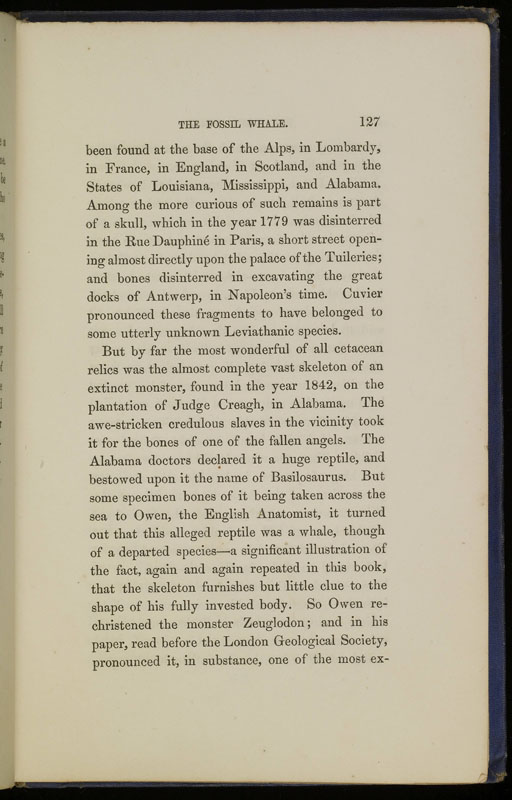 THE FOSSIL WHALE. 127
been found at the base of the Alps, in Lombardy,
in France, in England, in Scotland, and in the
States of Louisiana, Mississippi, and Alabama.
Among the more curious of such remains is part
of a skull, which in the year 1779 was disinterred
in the Rue Dauphiné in Paris, a short street open-
ing almost directly upon the palace of the Tuileries;
and bones disinterred in excavating the great
docks of Antwerp, in Napoleon's time. Cuvier
pronounced these fragments to have belonged to
some utterly unknown Leviathanic species.
But by far the most wonderful of all cetacean
relics was the almost complete vast skeleton of an
extinct monster, found in the year 1842, on the
plantation of Judge Creagh, in Alabama. The
awe-stricken credulous slaves in the vicinity took
it for the bones of one of the fallen angels. The
Alabama doctors declared it a huge reptile, and
bestowed upon it the name of Basilosaurus. But
some specimen bones of it being taken across the
sea to Owen, the English Anatomist, it turned
out that this alleged reptile was a whale, though
of a departed species—a significant illustration of
the fact, again and again repeated in this book,
that the skeleton furnishes but little clue to the
shape of his fully invested body. So Owen re-
christened the monster Zeuglodon; and in his
paper, read before the London Geological Society,
pronounced it, in substance, one of the most ex-